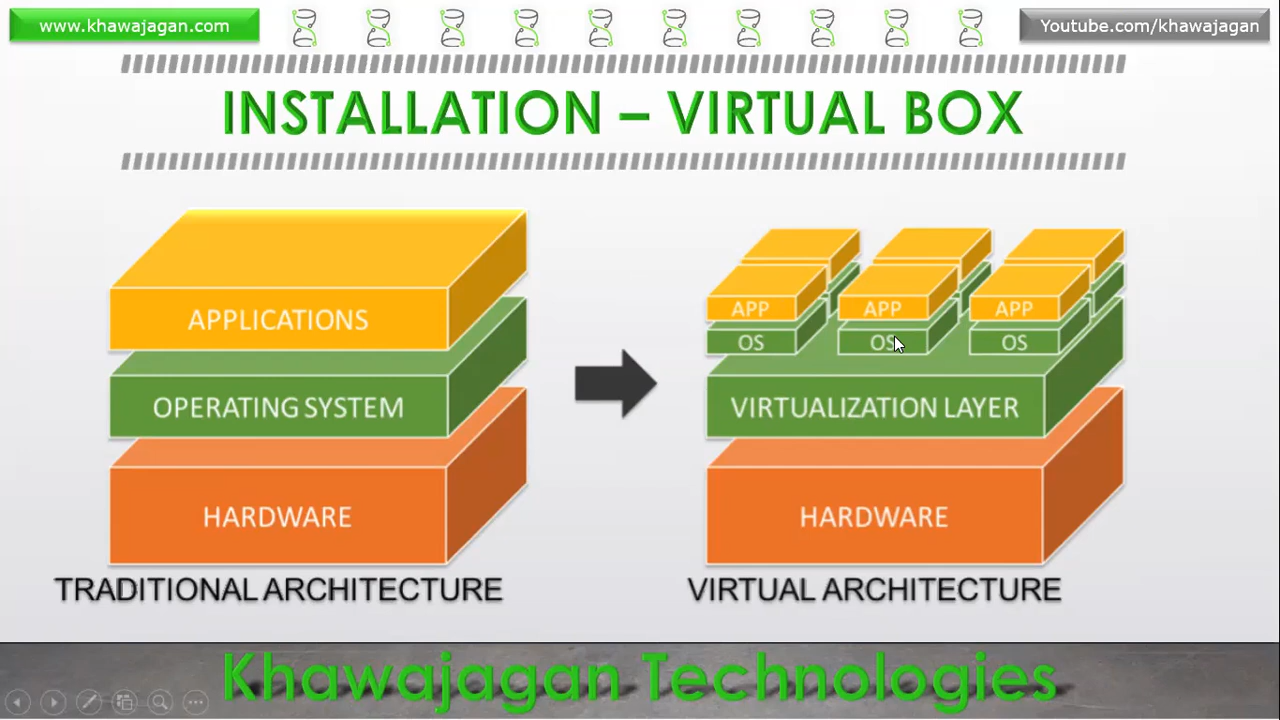 www.khawajagan.com
Youtube.com/khawajagan
INSTALLATION – VIRTUAL BOX
APPLICATIONS
OPERATING SYSTEM
HARDWARE
TRADITIONAL ARCHITECTURE
APP APP APP
OS OS OS
VIRTUALIZATION LAYER
HARDWARE
VIRTUAL ARCHITECTURE
Khawajagan Technologies